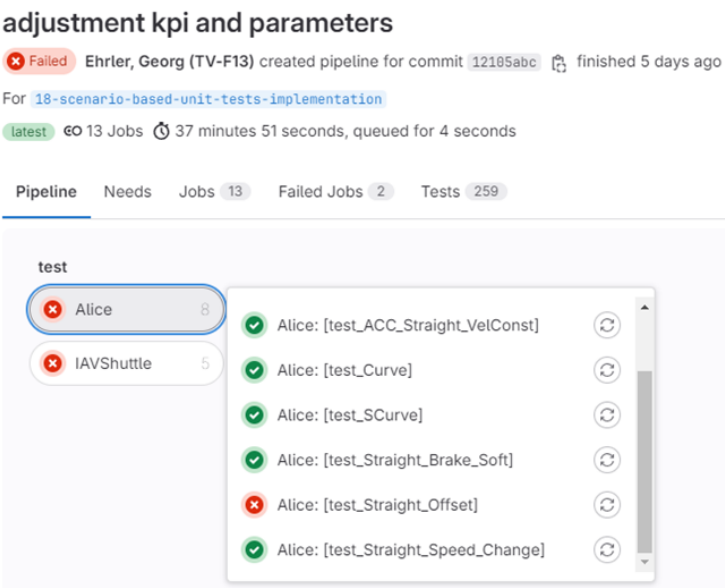 adjustment kpi and parameters
Failed Ehrler, Georg (TV-F13) created pipeline for commit 12105abc finished 5 days ago
For 18-scenario-based-unit-tests-implementation
latest 13 Jobs 37 minutes 51 seconds, queued for 4 seconds
Pipeline Needs Jobs 13 Failed Jobs 2 Tests 259
test
Alice 8
IAVShuttle 5
Alice: [test_ACC_Straight_VelConst]
Alice: [test_Curve]
Alice: [test_SCurve]
Alice: [test_Straight_Brake_Soft]
Alice: [test_Straight_Offset]
Alice: [test_Straight_Speed_Change]